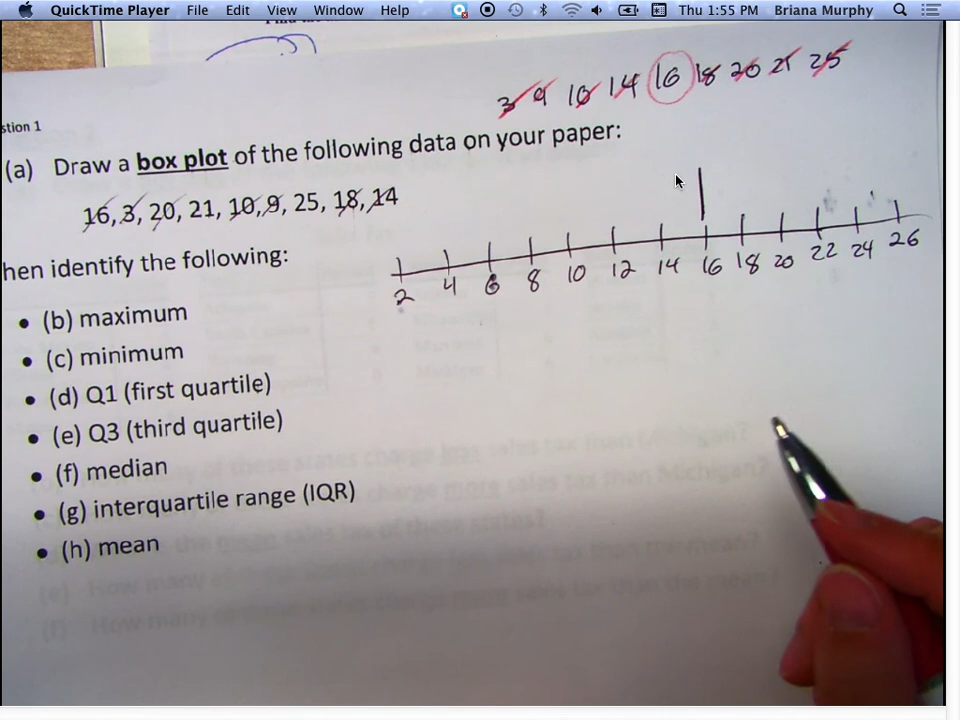 QuickTime Player File Edit View Window Help Thu 1:55 PM Briana Murphy
3 9 10 14 16 18 20 21 25
stion 1
(a) Draw a box plot of the following data on your paper:
16, 3, 20, 21, 10, 9, 25, 18, 14
hen identify the following:
2 4 6 8 10 12 14 16 18 20 22 24 26
• (b) maximum
• (c) minimum
• (d) Q1 (first quartile)
• (e) Q3 (third quartile)
• (f) median
• (g) interquartile range (IQR)
• (h) mean